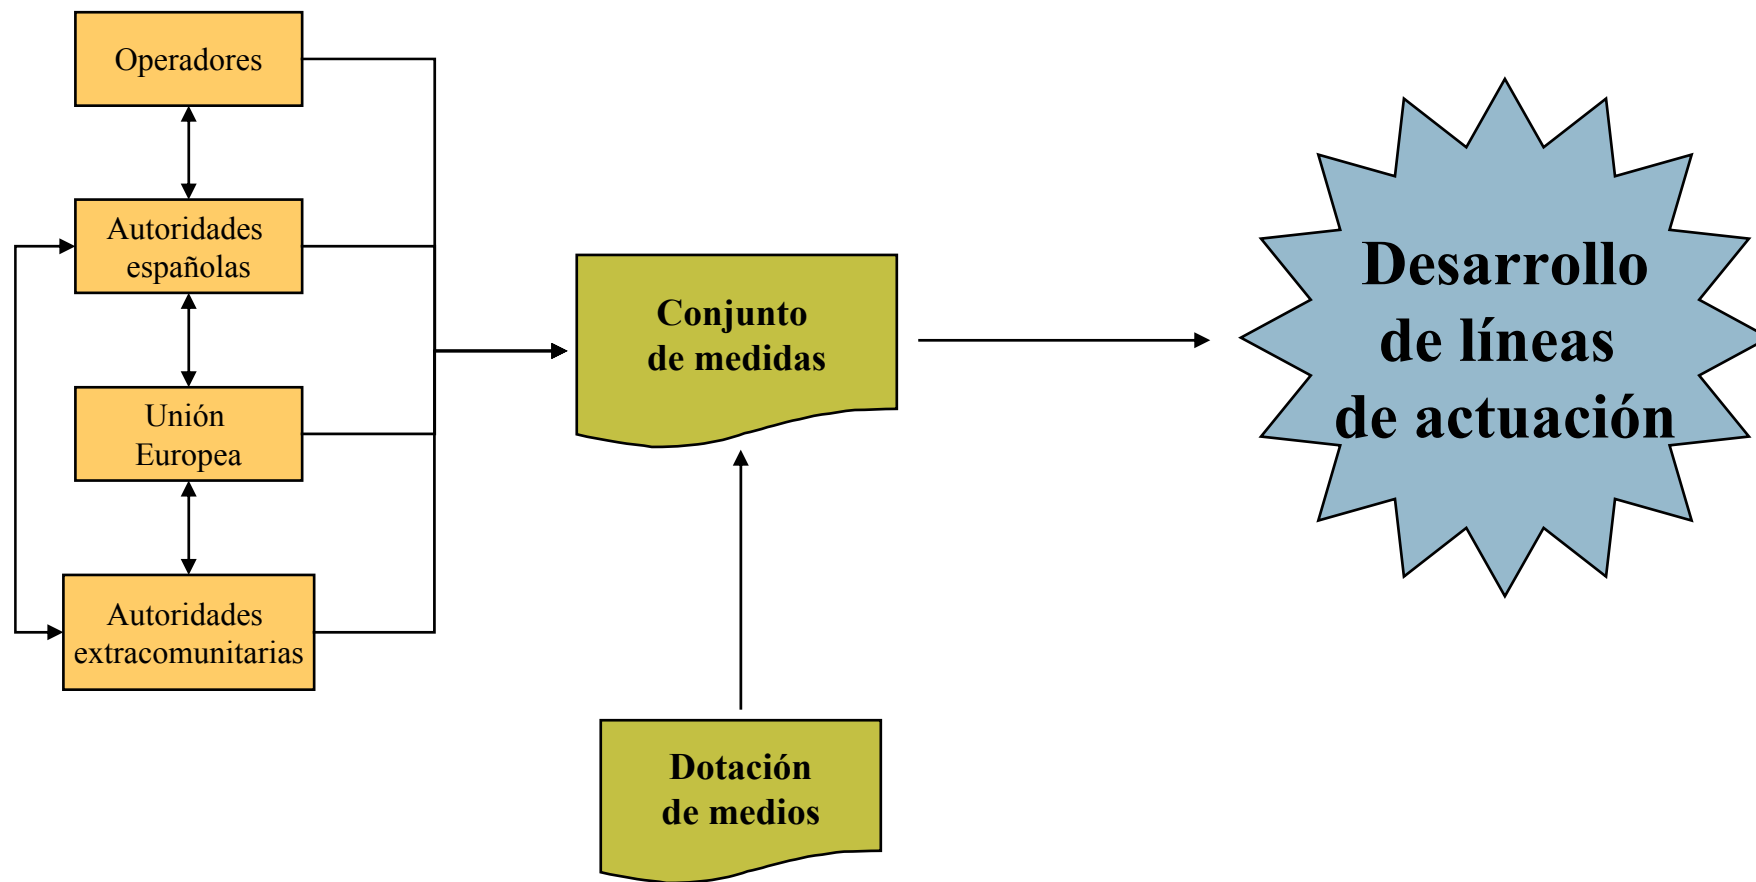 Operadores
Autoridades
españolas
Unión
Europea
Autoridades
extracomunitarias
Conjunto
de medidas
Dotación
de medios
Desarrollo
de líneas
de actuación